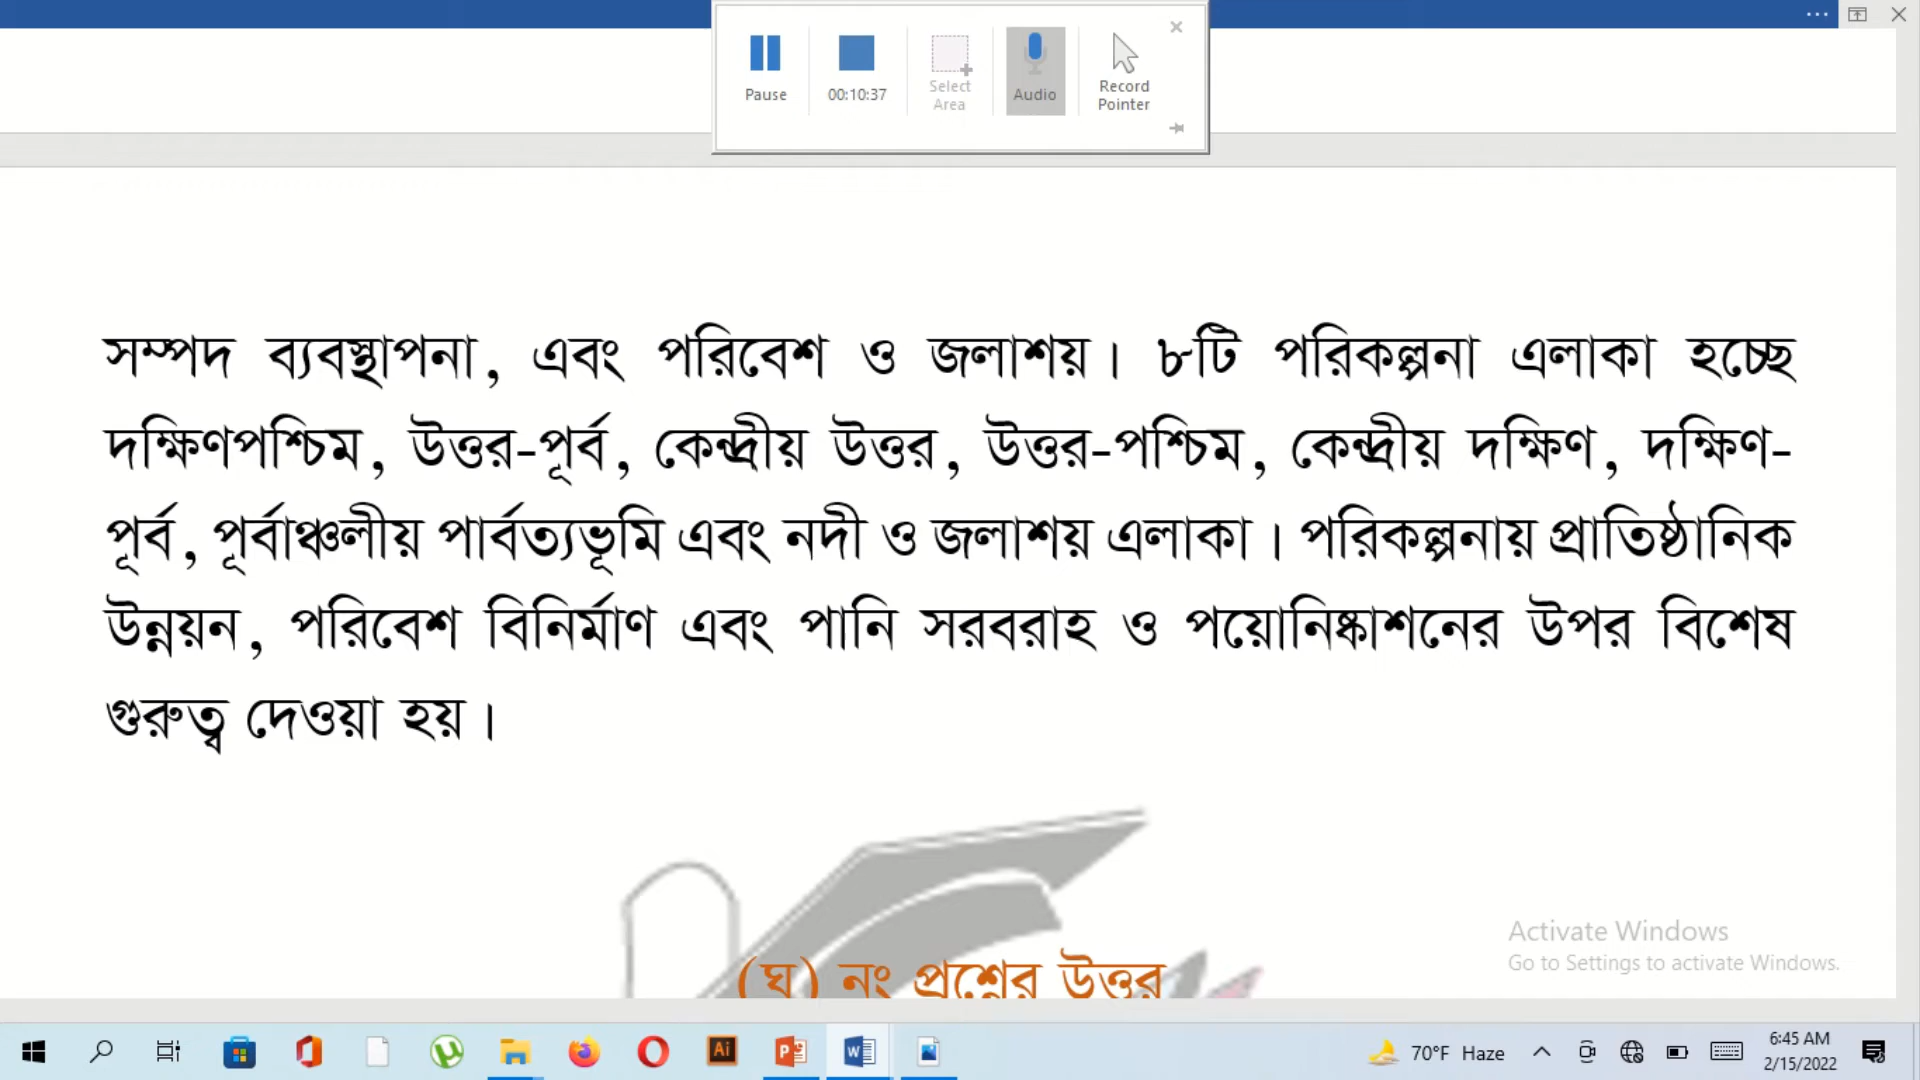 Pause
00:10:37
Select
Area
Audio
Record
Pointer
সম্পদ ব্যবস্থাপনা, এবং পরিবেশ ও জলাশয়। ৮টি পরিকল্পনা এলাকা হচ্ছে
দক্ষিণপশ্চিম, উত্তর-পূর্ব, কেন্দ্রীয় উত্তর, উত্তর-পশ্চিম, কেন্দ্রীয় দক্ষিণ, দক্ষিণ-
পূর্ব, পূর্বাঞ্চলীয় পার্বত্যভূমি এবং নদী ও জলাশয় এলাকা। পরিকল্পনায় প্রাতিষ্ঠানিক
উন্নয়ন, পরিবেশ বিনির্মাণ এবং পানি সরবরাহ ও পয়োনিষ্কাশনের উপর বিশেষ
গুরুত্ব দেওয়া হয়।
(ঘ) নং প্রশ্নের উত্তর
Activate Windows
Go to Settings to activate Windows.
Ai
70°F Haze
6:45 AM
2/15/2022